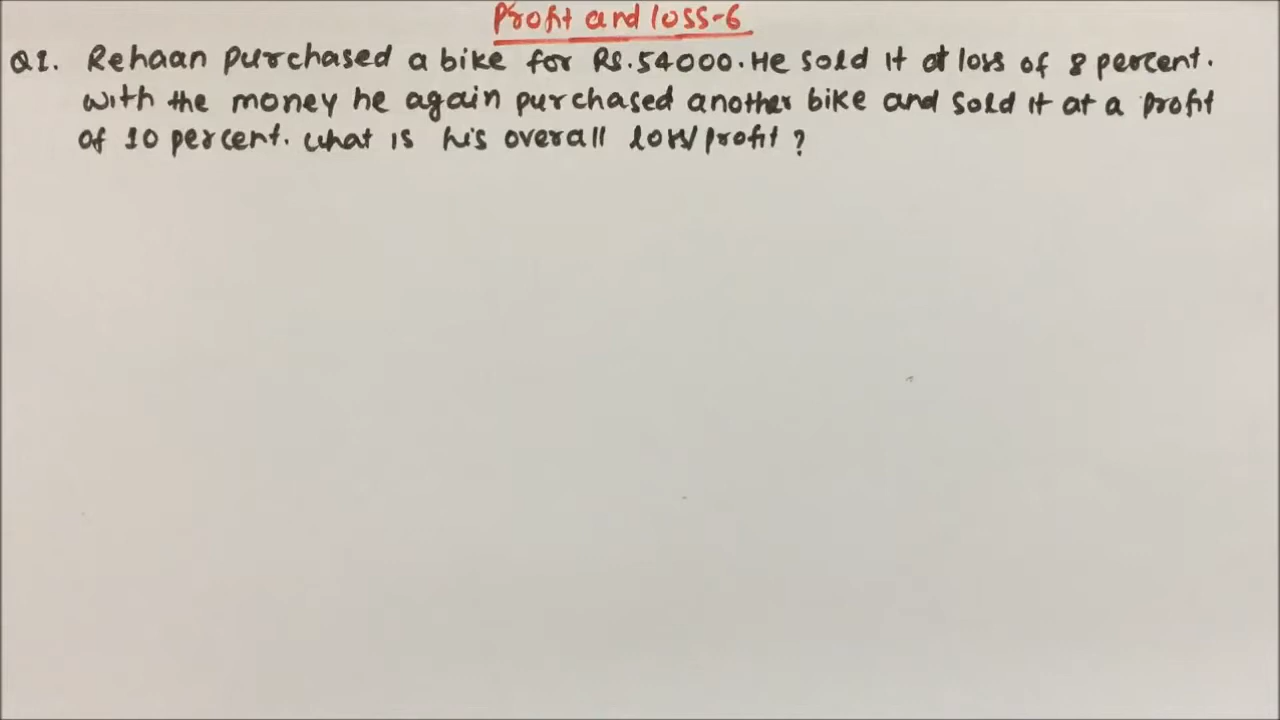 Profit and loss-6
Q1. Rehaan purchased a bike for Rs.54000. He sold it at loss of 8 percent.
With the money he again purchased another bike and sold it at a profit
of 10 percent. What is his overall loss/profit?